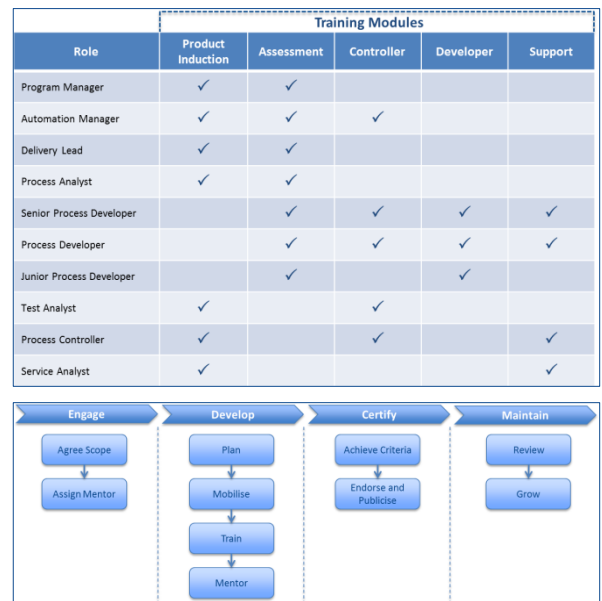 Training Modules
Role Product Induction Assessment Controller Developer Support
Program Manager ✓ ✓
Automation Manager ✓ ✓ ✓
Delivery Lead ✓ ✓
Process Analyst ✓ ✓
Senior Process Developer ✓ ✓ ✓ ✓
Process Developer ✓ ✓ ✓ ✓
Junior Process Developer ✓ ✓
Test Analyst ✓ ✓
Process Controller ✓ ✓ ✓
Service Analyst ✓ ✓
Engage Develop Certify Maintain
Agree Scope Plan Achieve Criteria Review
Assign Mentor Mobilise Endorse and Publicise Grow
Train
Mentor